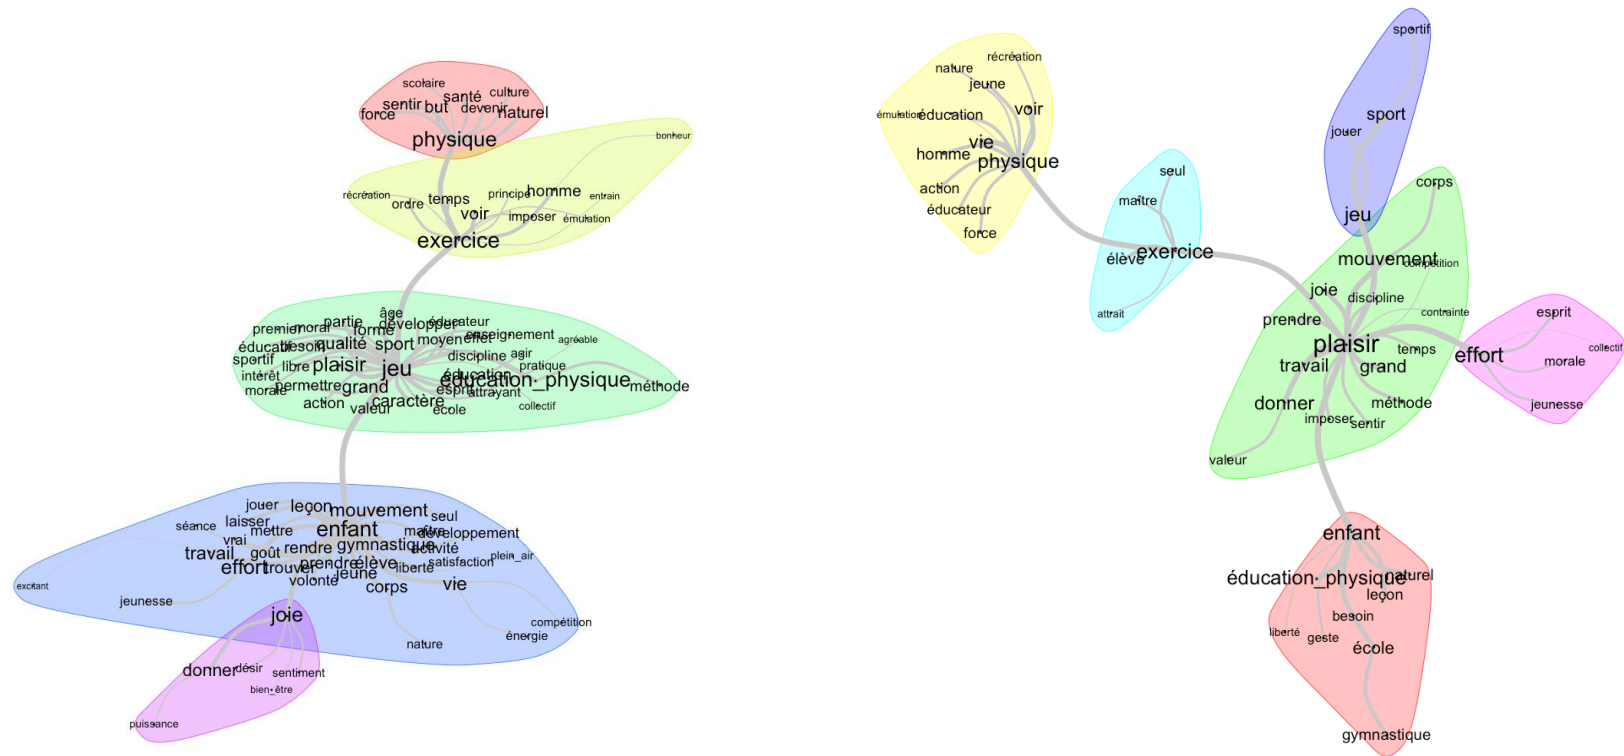 scolaire
santé
culture
sentir
but
devenir
force
naturel
physique
bonheur
récréation
ordre
temps
principe
homme
entrain
voir
imposer
émulation
exercice
âge
premier
moral
partie
forme
développer
éducateur
éducatif
besoin
qualité
sport
moyen
effet
enseignement
agréable
sportif
libre
plaisir
jeu
discipline
agir
pratique
intérêt
morale
permettre
grand
éducation
éducation_physique
méthode
action
valeur
caractère
esprit
attrayant
école
collectif
jouer
leçon
mouvement
seul
séance
laisser
mettre
enfant
maître
développement
vrai
travail
goût
rendre
gymnastique
activité
plein_air
effort
trouver
prendre
élève
liberté
satisfaction
volonté
jeune
corps
vie
excitant
jeunesse
joie
compétition
énergie
nature
donner
désir
sentiment
bien_être
puissance
récréation
nature
jeune
émulation
éducation
voir
vie
homme
physique
action
éducateur
force
seul
maître
élève
exercice
attrait
sportif
sport
jouer
jeu
corps
mouvement
compétition
joie
discipline
prendre
contrainte
plaisir
temps
travail
grand
donner
méthode
imposer
sentir
valeur
esprit
effort
collectif
morale
jeunesse
enfant
éducation_physique
naturel
leçon
besoin
liberté
geste
école
gymnastique